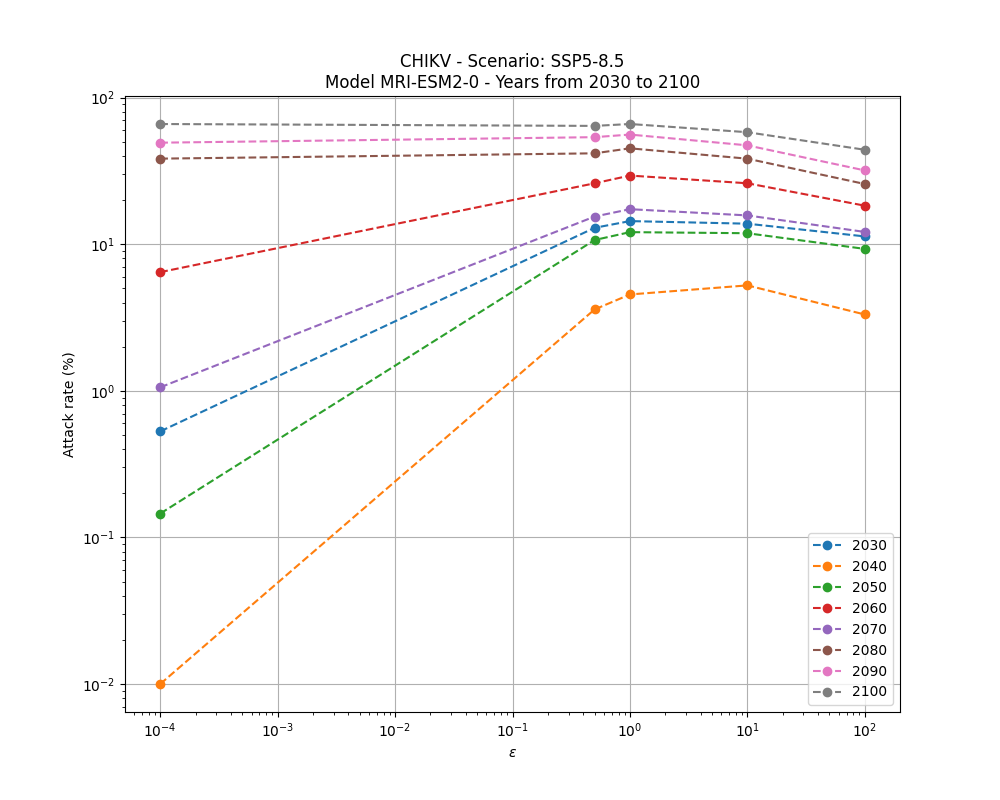 CHIKV - Scenario: SSP5-8.5
Model MRI-ESM2-0 - Years from 2030 to 2100
Attack rate (%)
10²
10¹
10⁰
10⁻¹
10⁻²
10⁻⁴ 10⁻³ 10⁻² 10⁻¹ 10⁰ 10¹ 10²
ε
2030
2040
2050
2060
2070
2080
2090
2100